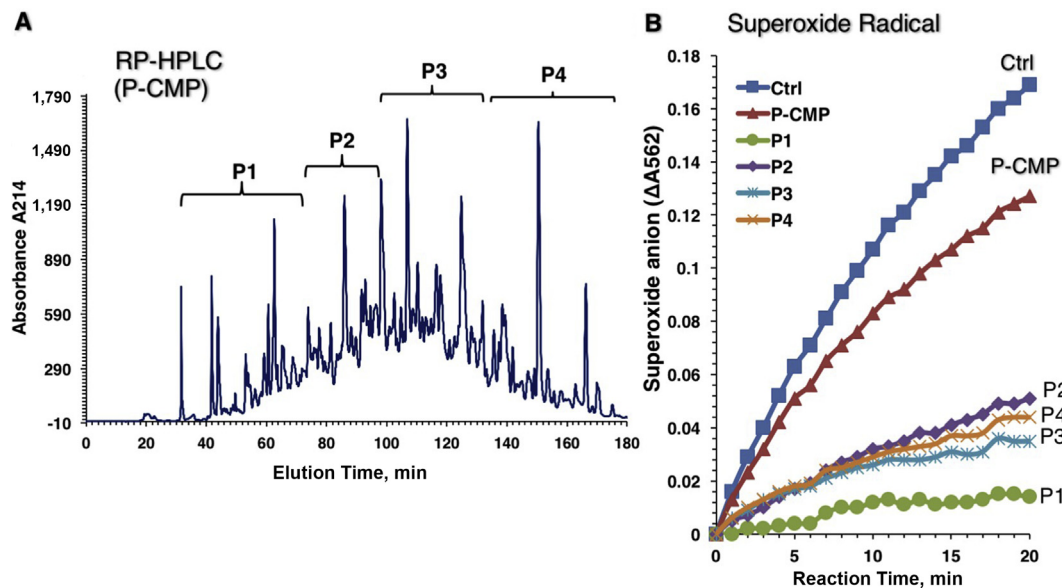 A
RP-HPLC
(P-CMP)
P1
P2
P3
P4
1,790
1,490
1,190
890
590
290
-10
Absorbance A214
0 20 40 60 80 100 120 140 160 180
Elution Time, min
B Superoxide Radical
0.18
0.16
0.14
0.12
0.1
0.08
0.06
0.04
0.02
0
Superoxide anion (ΔA562)
Ctrl
P-CMP
P1
P2
P3
P4
Ctrl
P-CMP
P2
P4
P3
P1
0 5 10 15 20
Reaction Time, min